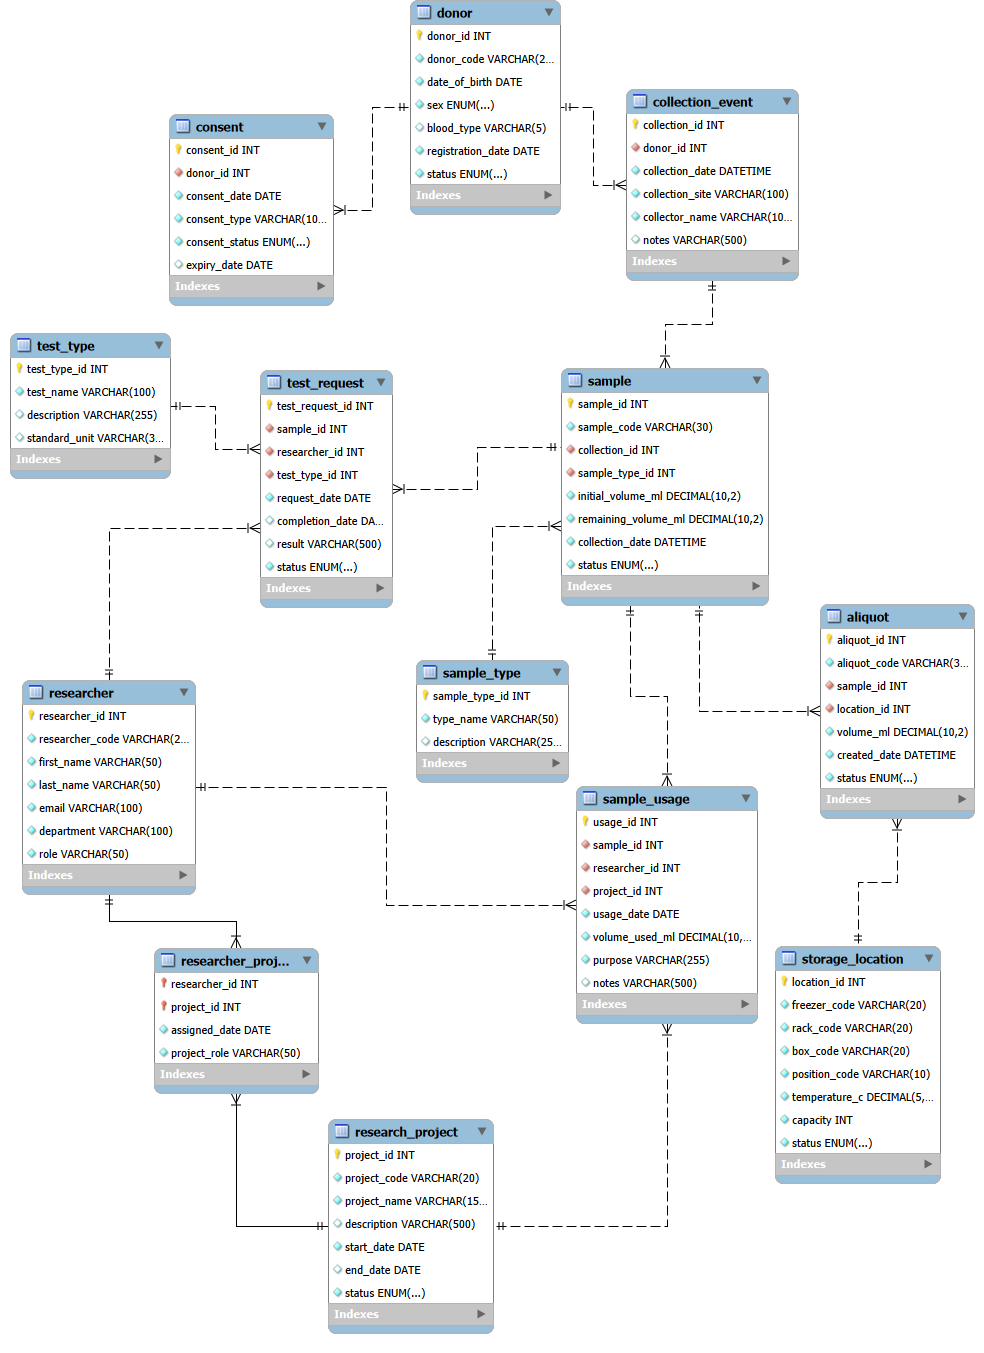 donor
donor_id INT
donor_code VARCHAR(2...
date_of_birth DATE
sex ENUM(...)
blood_type VARCHAR(5)
registration_date DATE
status ENUM(...)
Indexes
collection_event
collection_id INT
donor_id INT
collection_date DATETIME
collection_site VARCHAR(100)
collector_name VARCHAR(10...
notes VARCHAR(500)
Indexes
consent
consent_id INT
donor_id INT
consent_date DATE
consent_type VARCHAR(10...
consent_status ENUM(...)
expiry_date DATE
Indexes
test_type
test_type_id INT
test_name VARCHAR(100)
description VARCHAR(255)
standard_unit VARCHAR(3...
Indexes
test_request
test_request_id INT
sample_id INT
researcher_id INT
test_type_id INT
request_date DATE
completion_date DA...
result VARCHAR(500)
status ENUM(...)
Indexes
sample
sample_id INT
sample_code VARCHAR(30)
collection_id INT
sample_type_id INT
initial_volume_ml DECIMAL(10,2)
remaining_volume_ml DECIMAL(10,2)
collection_date DATETIME
status ENUM(...)
Indexes
aliquot
aliquot_id INT
aliquot_code VARCHAR(3...
sample_id INT
location_id INT
volume_ml DECIMAL(10,2)
created_date DATETIME
status ENUM(...)
Indexes
sample_type
sample_type_id INT
type_name VARCHAR(50)
description VARCHAR(25...
Indexes
researcher
researcher_id INT
researcher_code VARCHAR(2...
first_name VARCHAR(50)
last_name VARCHAR(50)
email VARCHAR(100)
department VARCHAR(100)
role VARCHAR(50)
Indexes
sample_usage
usage_id INT
sample_id INT
researcher_id INT
project_id INT
usage_date DATE
volume_used_ml DECIMAL(10,...
purpose VARCHAR(255)
notes VARCHAR(500)
Indexes
researcher_proj...
researcher_id INT
project_id INT
assigned_date DATE
project_role VARCHAR(50)
Indexes
storage_location
location_id INT
freezer_code VARCHAR(20)
rack_code VARCHAR(20)
box_code VARCHAR(20)
position_code VARCHAR(10)
temperature_c DECIMAL(5,...
capacity INT
status ENUM(...)
Indexes
research_project
project_id INT
project_code VARCHAR(20)
project_name VARCHAR(15...
description VARCHAR(500)
start_date DATE
end_date DATE
status ENUM(...)
Indexes